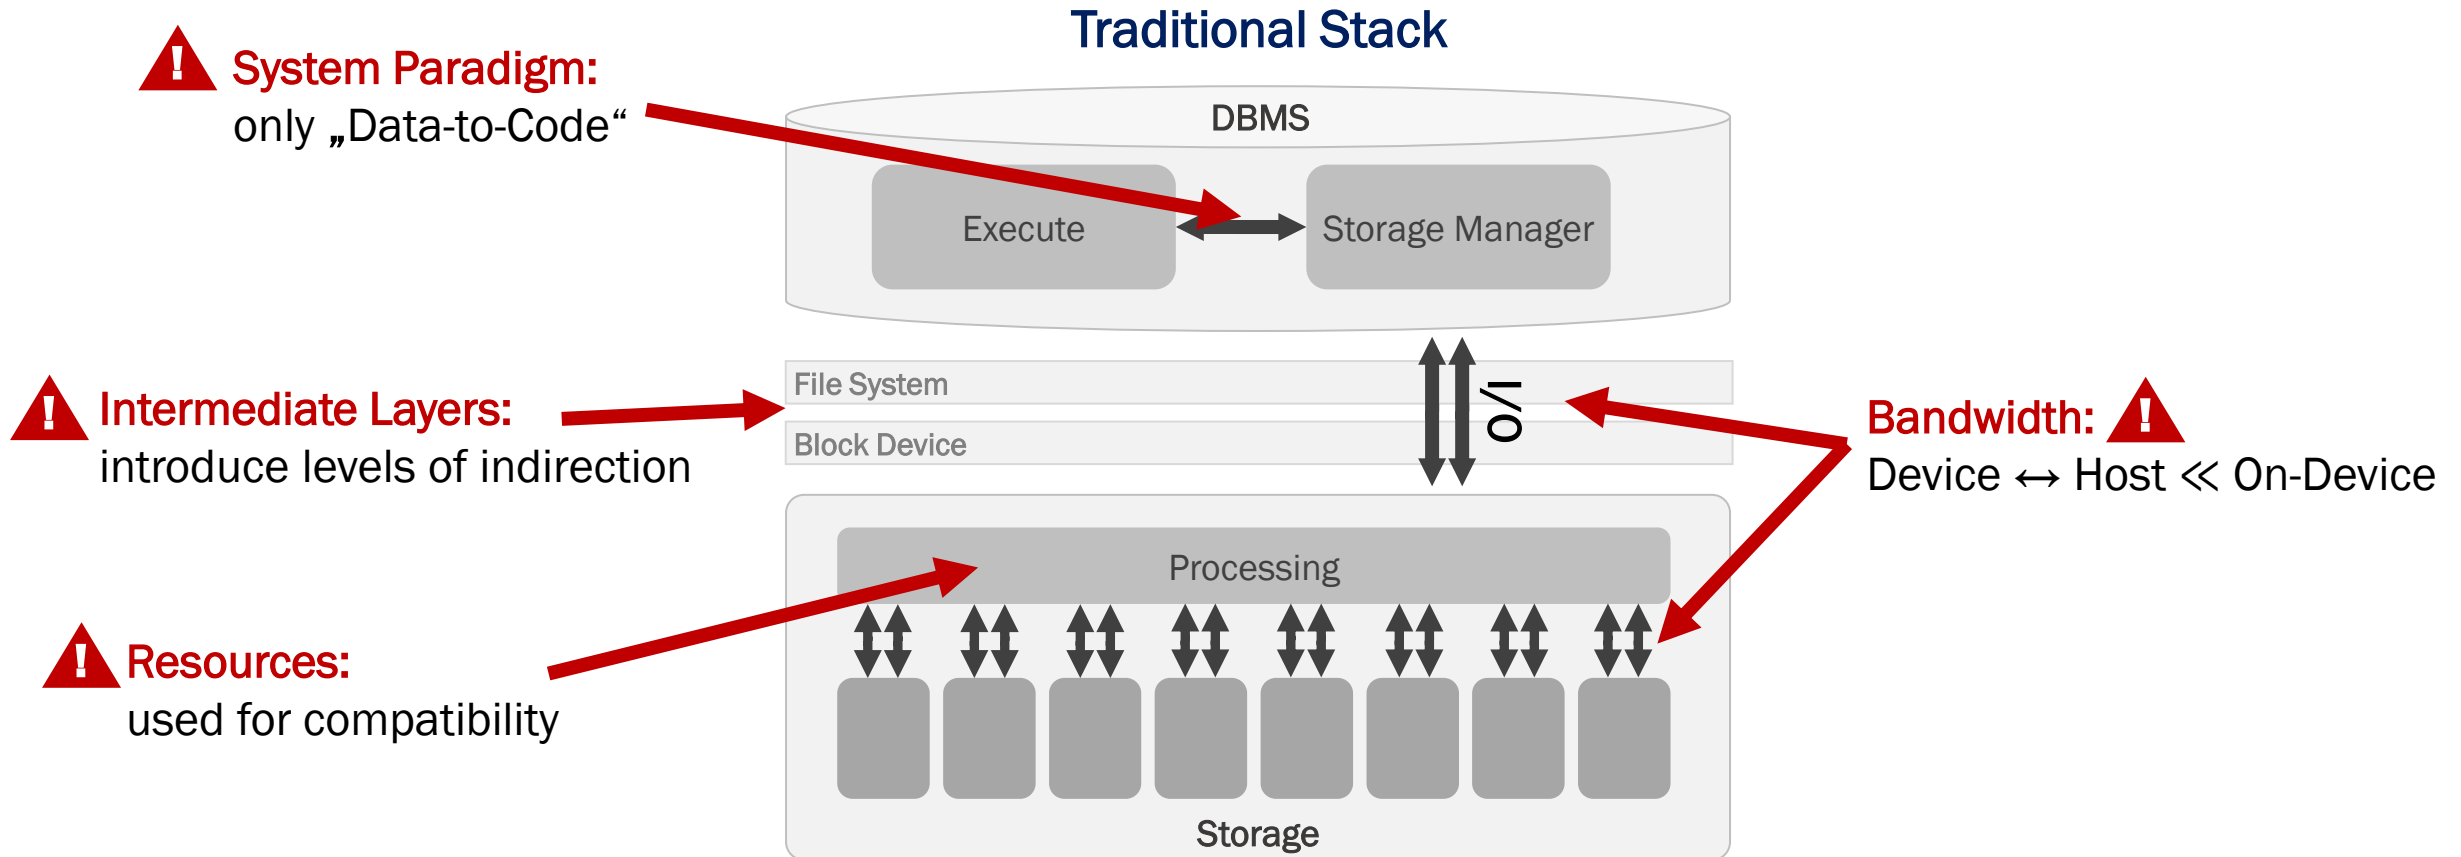 Traditional Stack
! System Paradigm:
only „Data-to-Code“
DBMS
Execute
Storage Manager
! Intermediate Layers:
introduce levels of indirection
File System
Block Device
I/O
Bandwidth: !
Device ↔ Host ≪ On-Device
! Resources:
used for compatibility
Processing
Storage